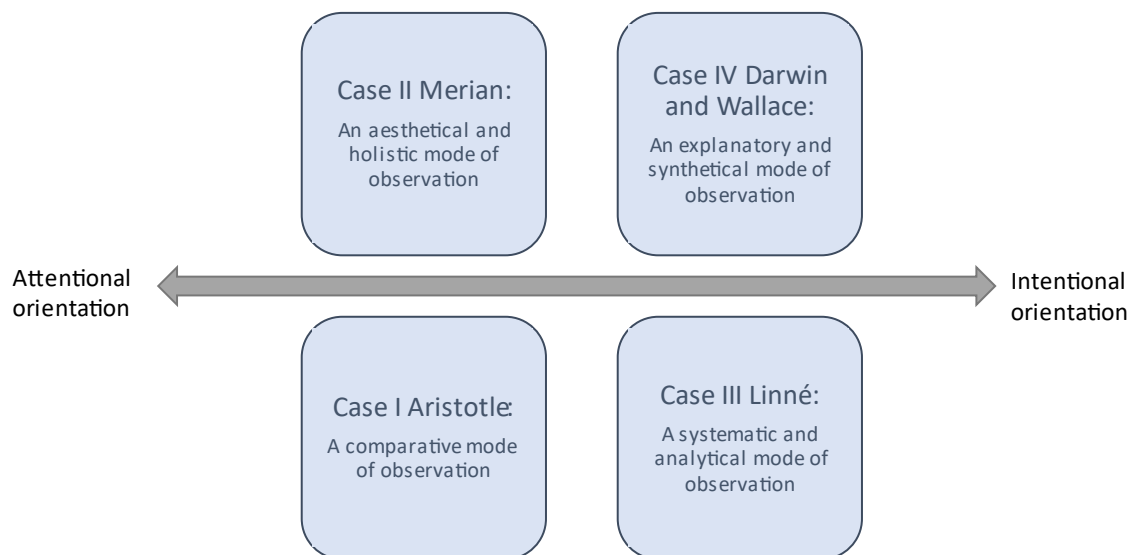 Case II Merian:
An aesthetical and
holistic mode of
observation
Case IV Darwin
and Wallace:
An explanatory and
synthetical mode of
observation
Attentional
orientation
Intentional
orientation
Case I Aristotle:
A comparative mode
of observation
Case III Linné:
A systematic and
analytical mode of
observation